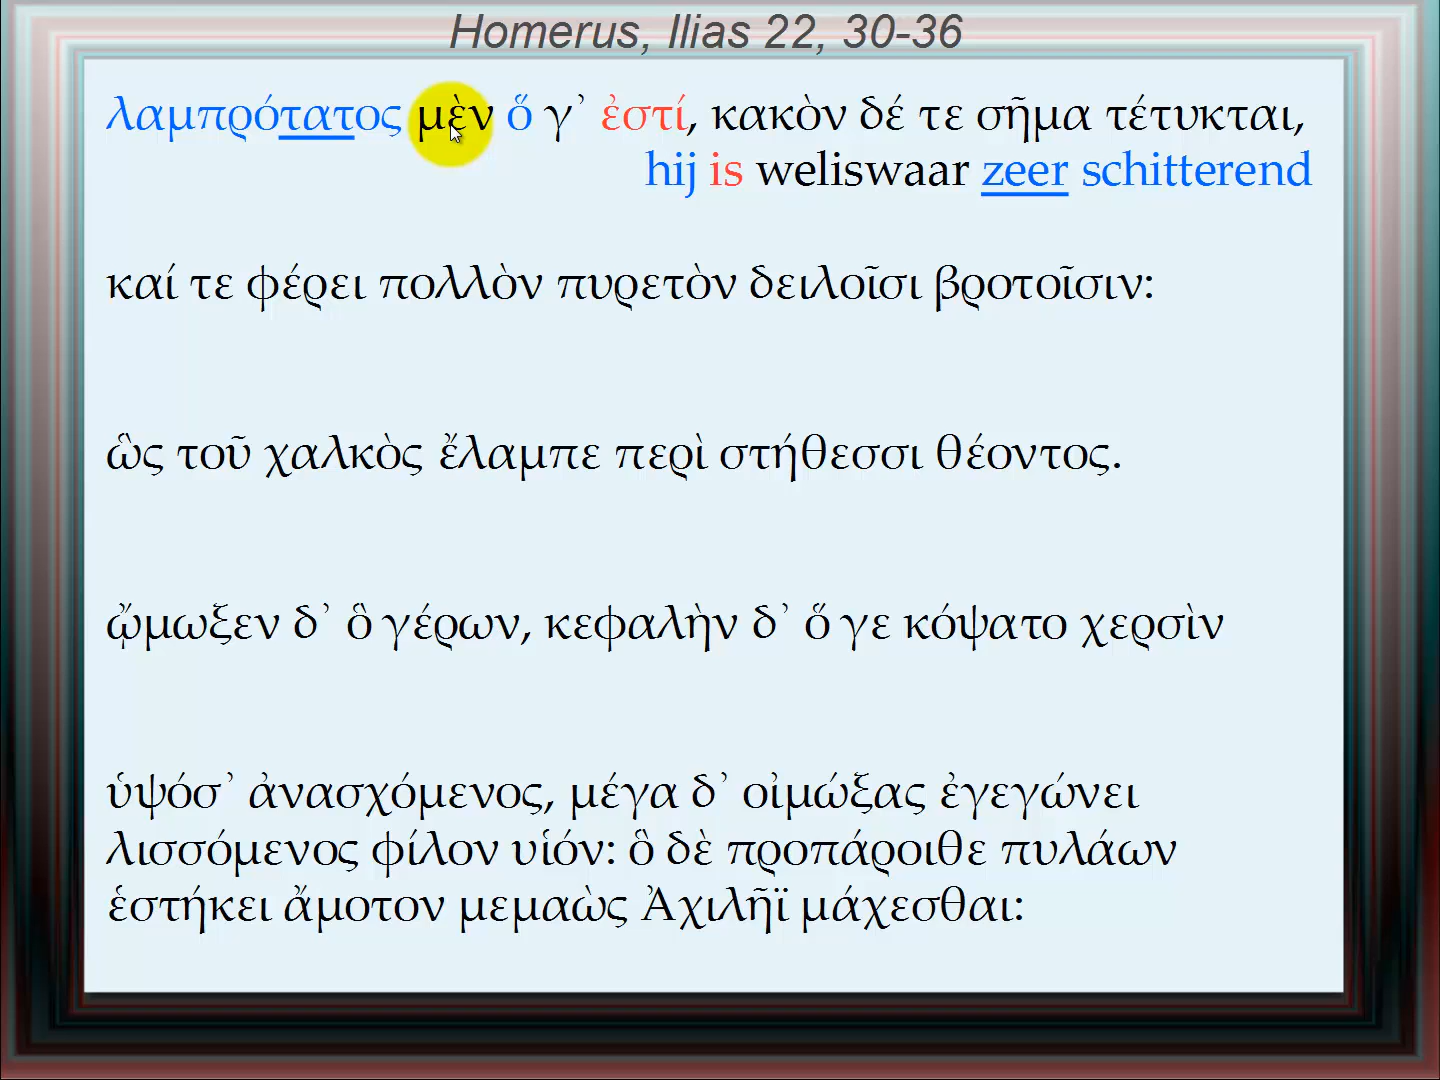 Homerus, Ilias 22, 30-36
λαμπρότατος μὲν ὅ γ᾽ ἐστί, κακὸν δέ τε σῆμα τέτυκται,
hij is weliswaar zeer schitterend
καί τε φέρει πολλὸν πυρετὸν δειλοῖσι βροτοῖσιν:
ὣς τοῦ χαλκὸς ἔλαμπε περὶ στήθεσσι θέοντος.
ᾤμωξεν δ᾽ ὃ γέρων, κεφαλὴν δ᾽ ὅ γε κόψατο χερσὶν
ὑψόσ᾽ ἀνασχόμενος, μέγα δ᾽ οἰμώξας ἐγεγώνει
λισσόμενος φίλον υἱόν: ὃ δὲ προπάροιθε πυλάων
ἑστήκει ἄμοτον μεμαὼς Ἀχιλῆϊ μάχεσθαι: